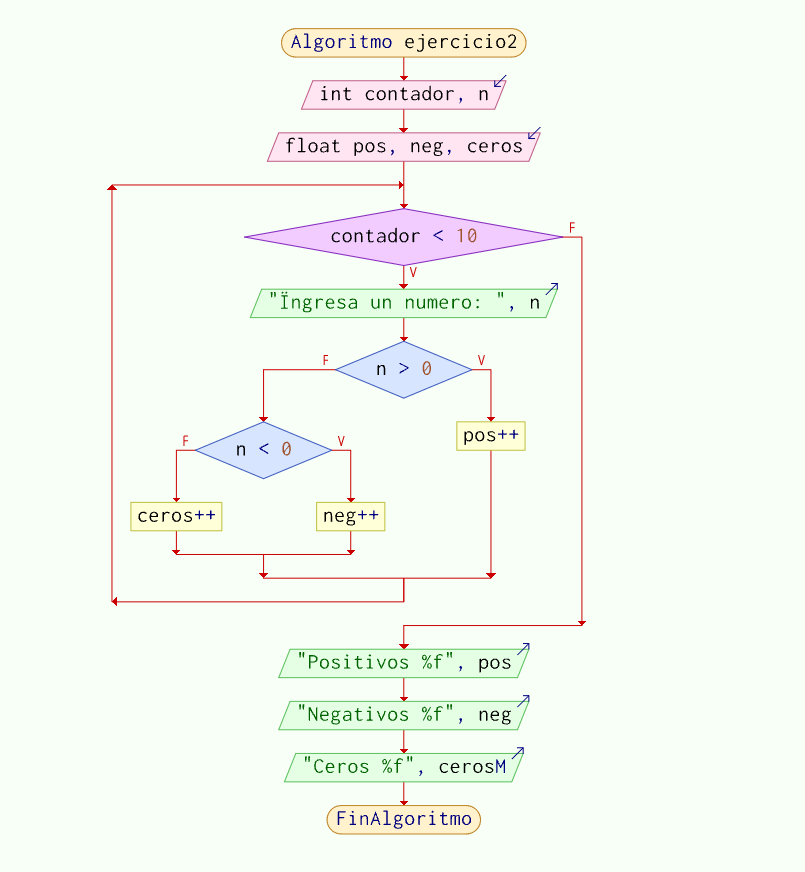 Algoritmo ejercicio2
int contador, n
float pos, neg, ceros
contador < 10
F
V
"Ïngresa un numero: ", n
n > 0
F
V
n < 0
F
V
pos++
ceros++
neg++
"Positivos %f", pos
"Negativos %f", neg
"Ceros %f", cerosM
FinAlgoritmo